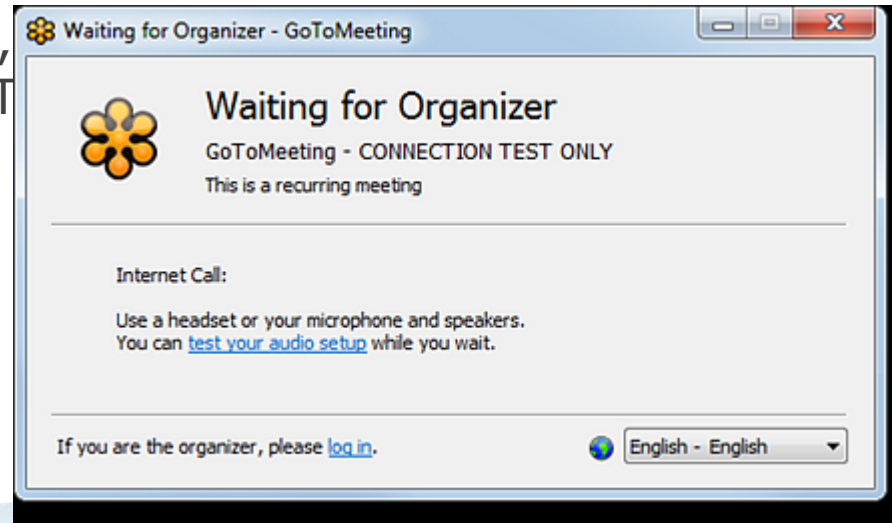 Waiting for Organizer - GoToMeeting
,
T
Waiting for Organizer
GoToMeeting - CONNECTION TEST ONLY
This is a recurring meeting
Internet Call:
Use a headset or your microphone and speakers.
You can test your audio setup while you wait.
If you are the organizer, please log in.
English - English